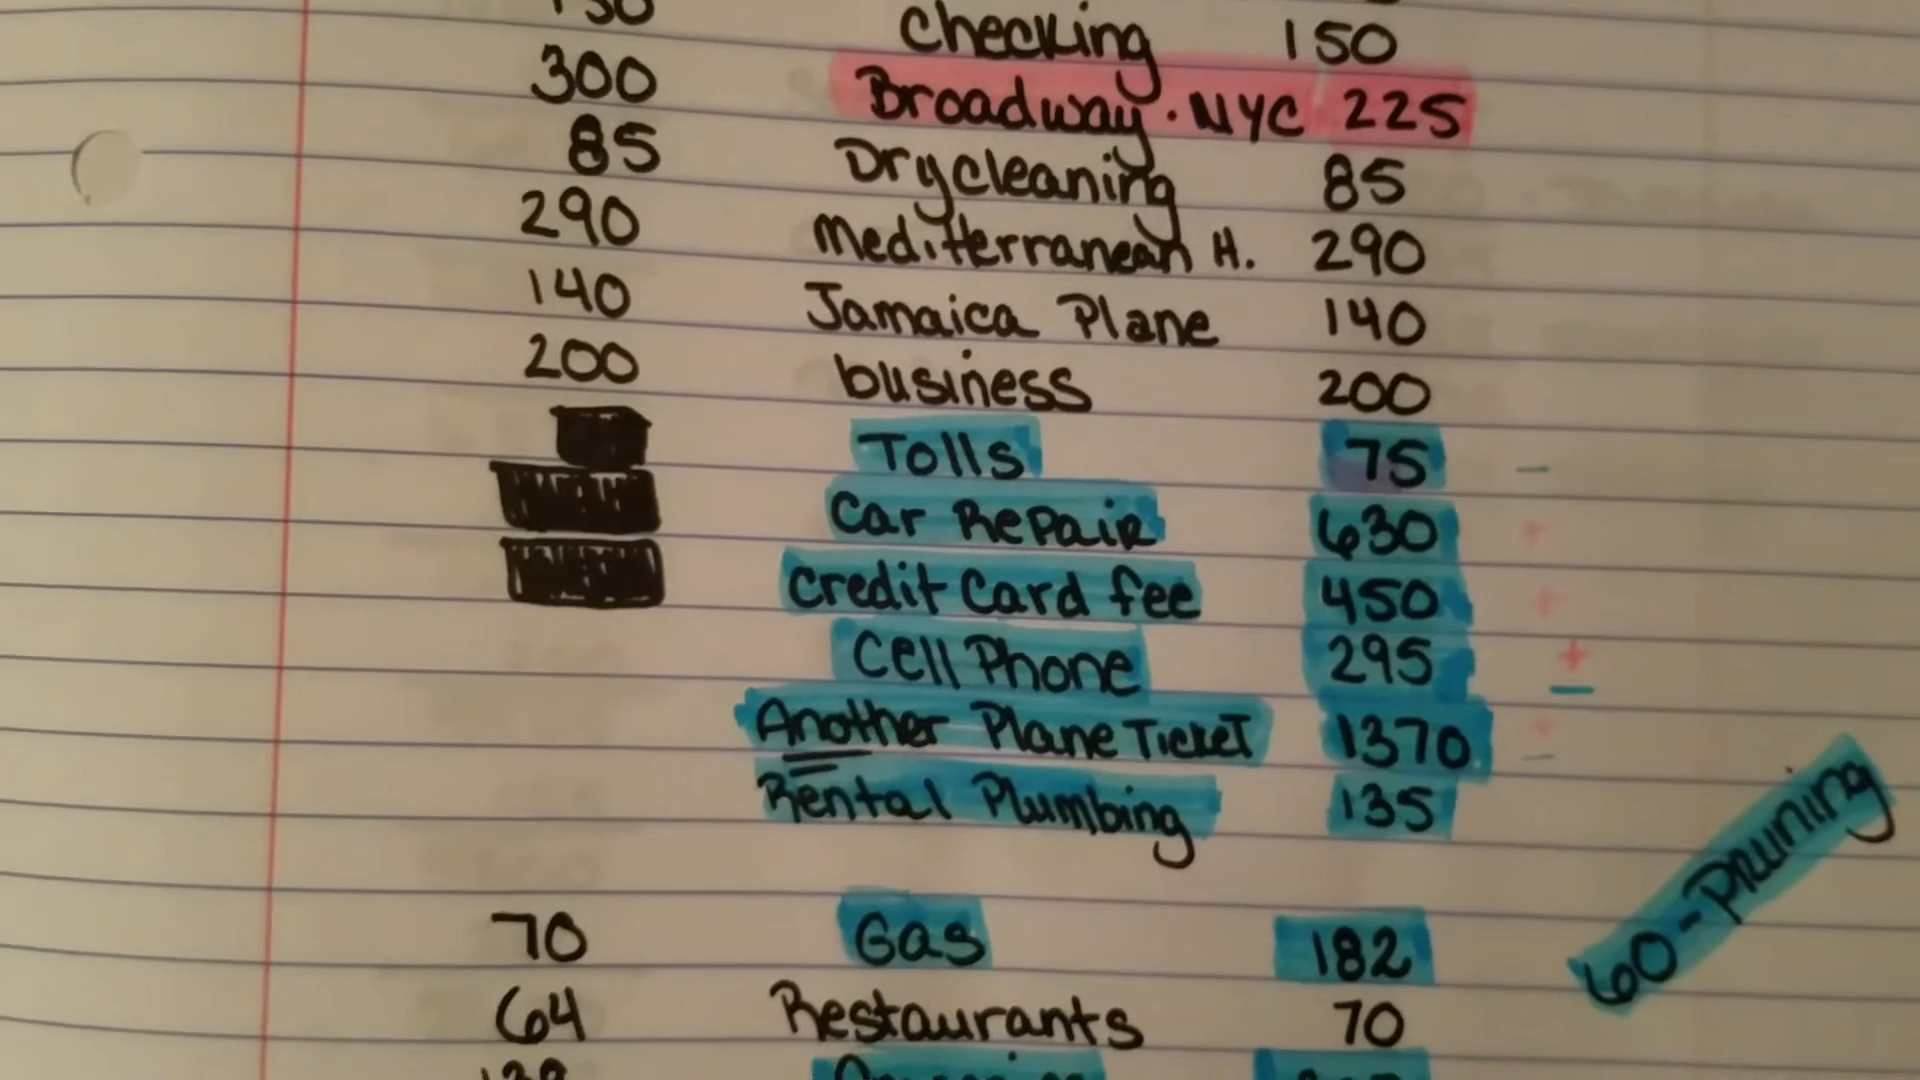 Checking 150
300 Broadway · NYC 225
85 Drycleaning 85
290 Mediterranean H. 290
140 Jamaica Plane 140
200 business 200
Tolls 75 -
Car Repair 630 +
Credit Card fee 450 +
Cell Phone 295 + -
Another Plane Ticket 1370 + -
Rental Plumbing 135
60 - Pruning
70 Gas 182
64 Restaurants 70